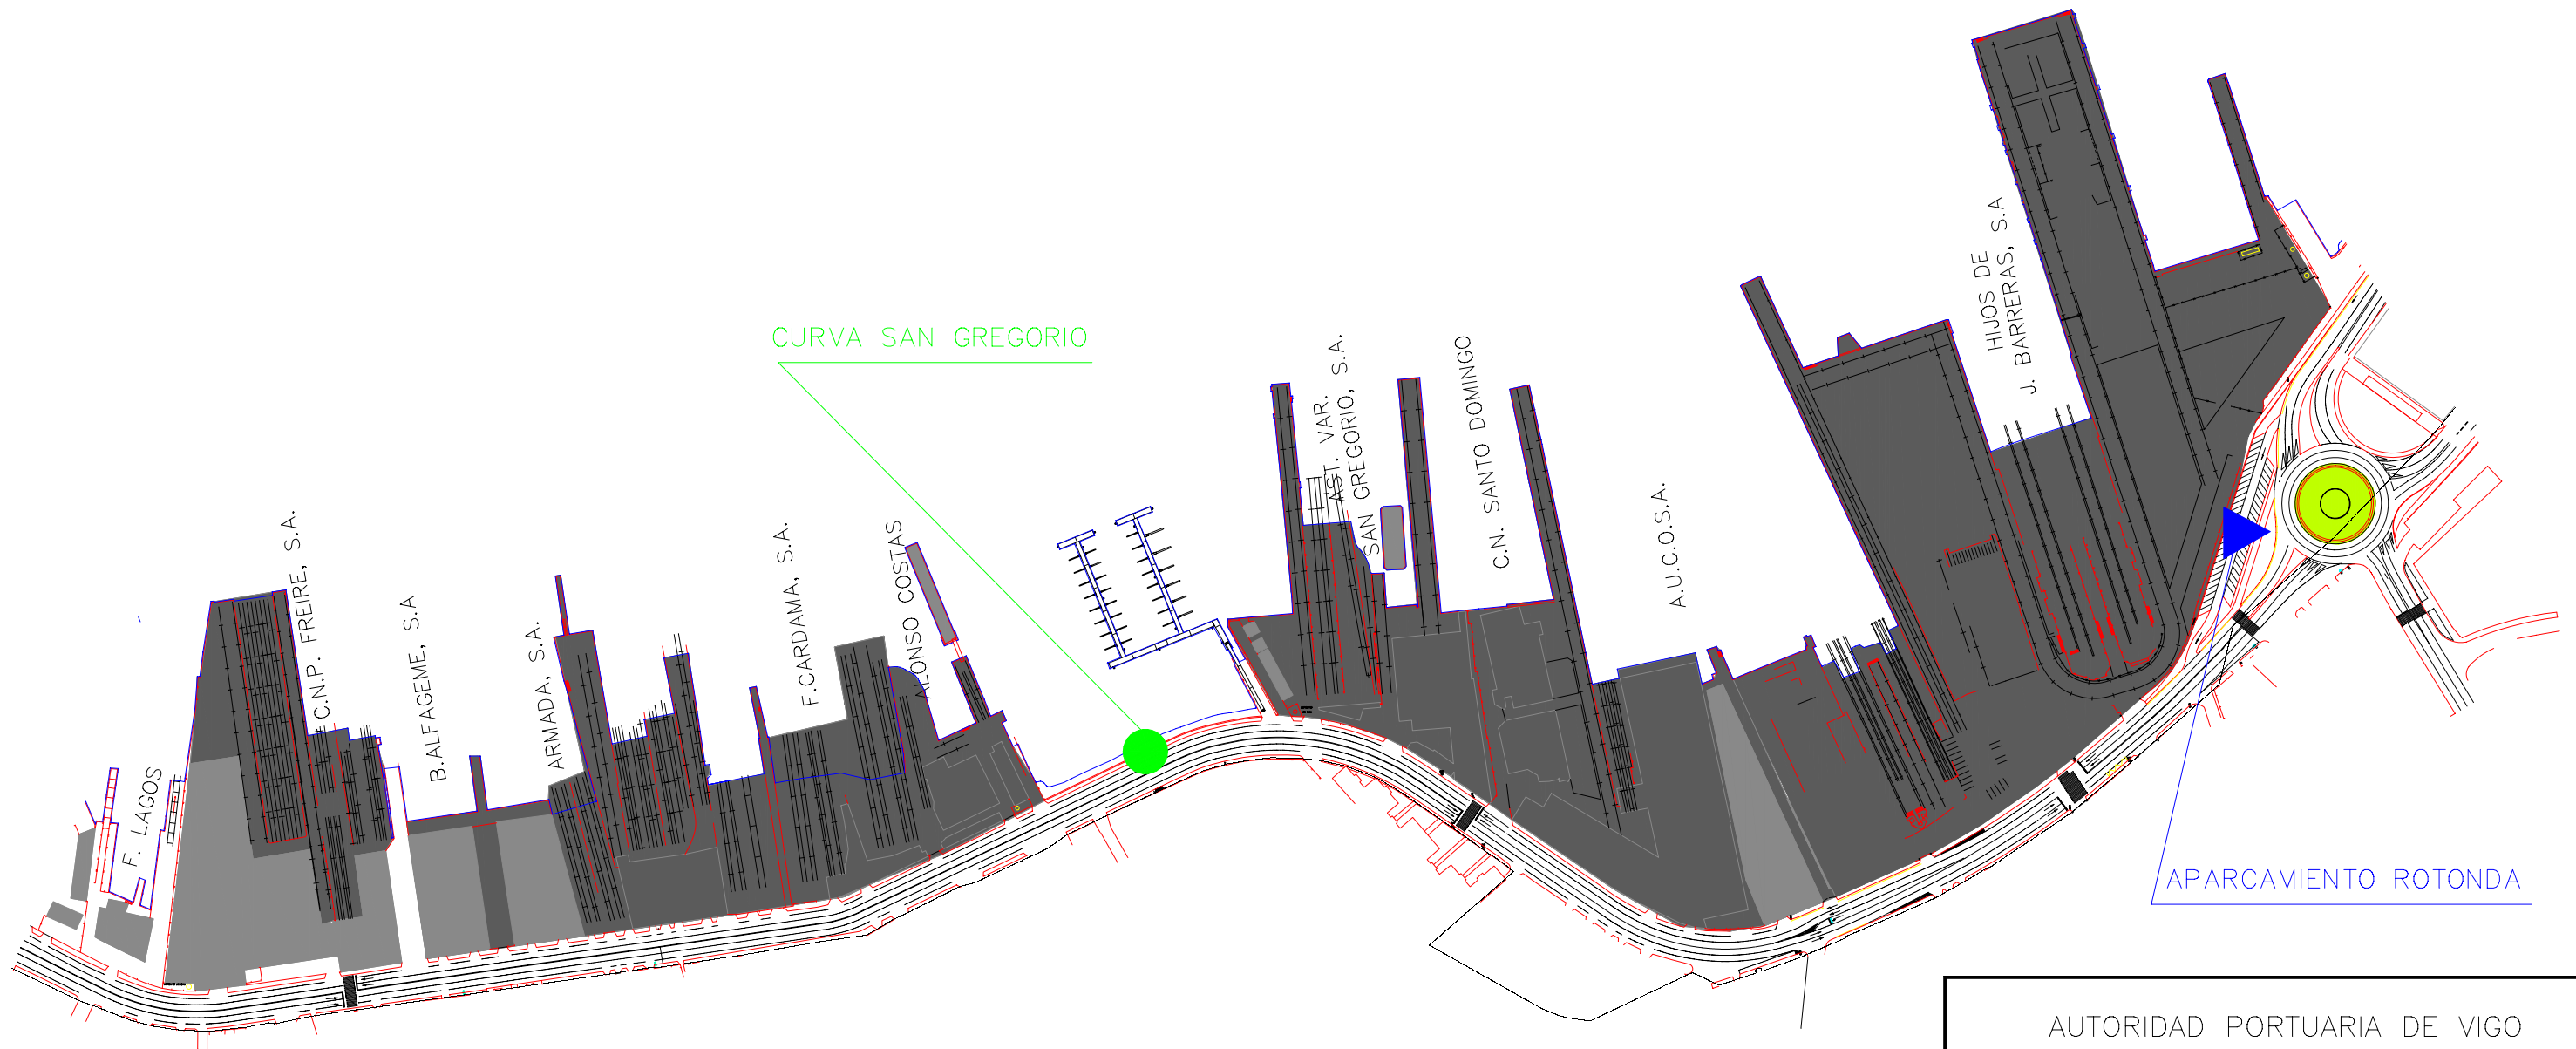 CURVA SAN GREGORIO
F. LAGOS
C.N.P. FREIRE, S.A.
B.ALFAGEME, S.A
ARMADA, S.A.
F.CARDAMA, S.A.
ALONSO COSTAS
AST. VAR.
SAN GREGORIO, S.A.
C.N. SANTO DOMINGO
A.U.C.O.S.A.
HIJOS DE
J. BARRERAS, S.A
APARCAMIENTO ROTONDA
AUTORIDAD PORTUARIA DE VIGO